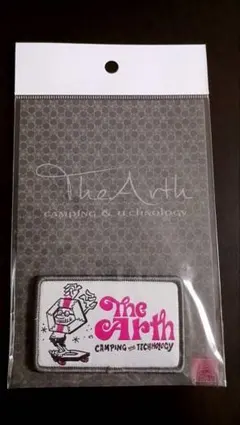 The Arth
camping & technology
The
Arth
CAMPING AND TECHNOLOGY